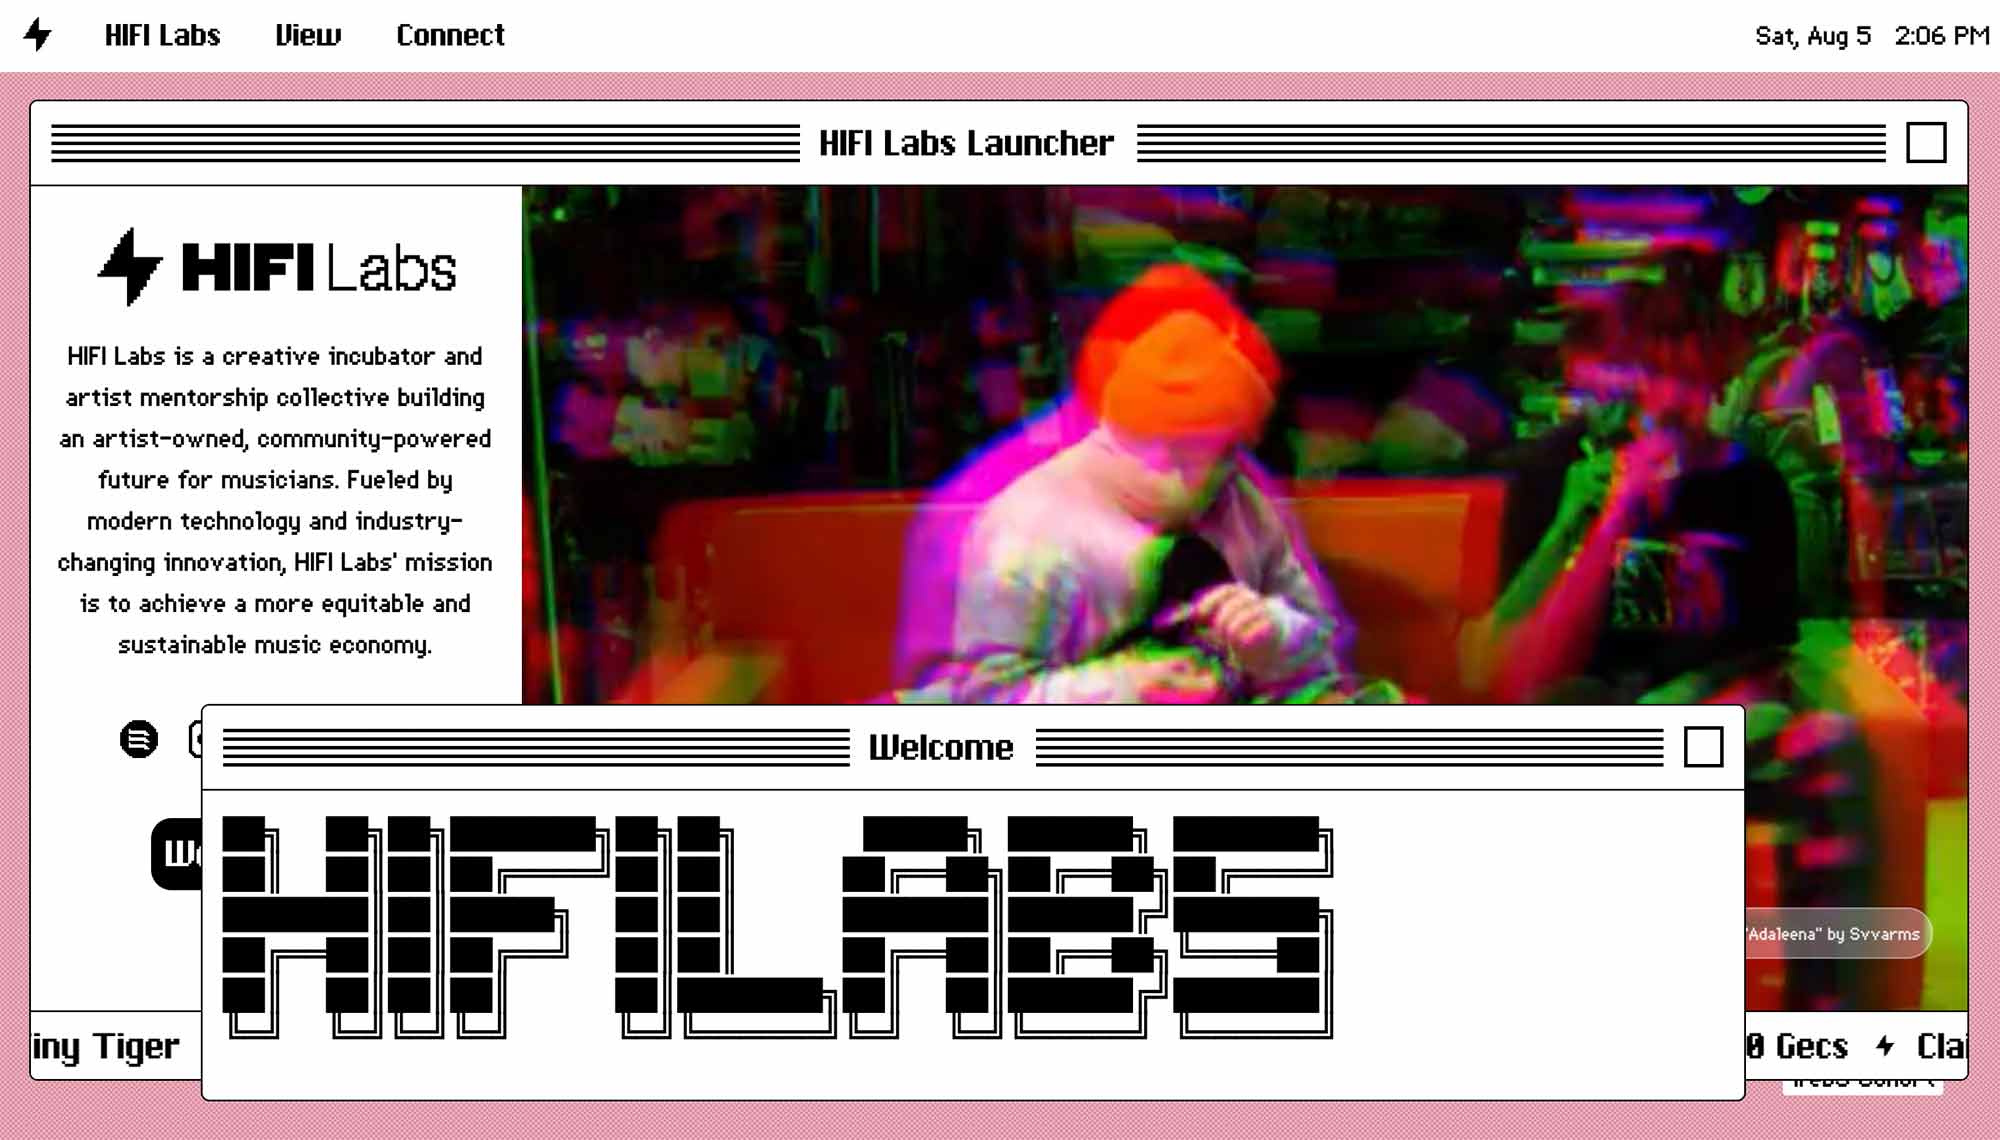 HIFI Labs View Connect Sat, Aug 5 2:06 PM
HIFI Labs Launcher
HIFI Labs
HIFI Labs is a creative incubator and
artist mentorship collective building
an artist-owned, community-powered
future for musicians. Fueled by
modern technology and industry-
changing innovation, HIFI Labs' mission
is to achieve a more equitable and
sustainable music economy.
Welcome
HIFI LABS
"Adaleena" by Svvarms
iny Tiger
0 Gecs Clai